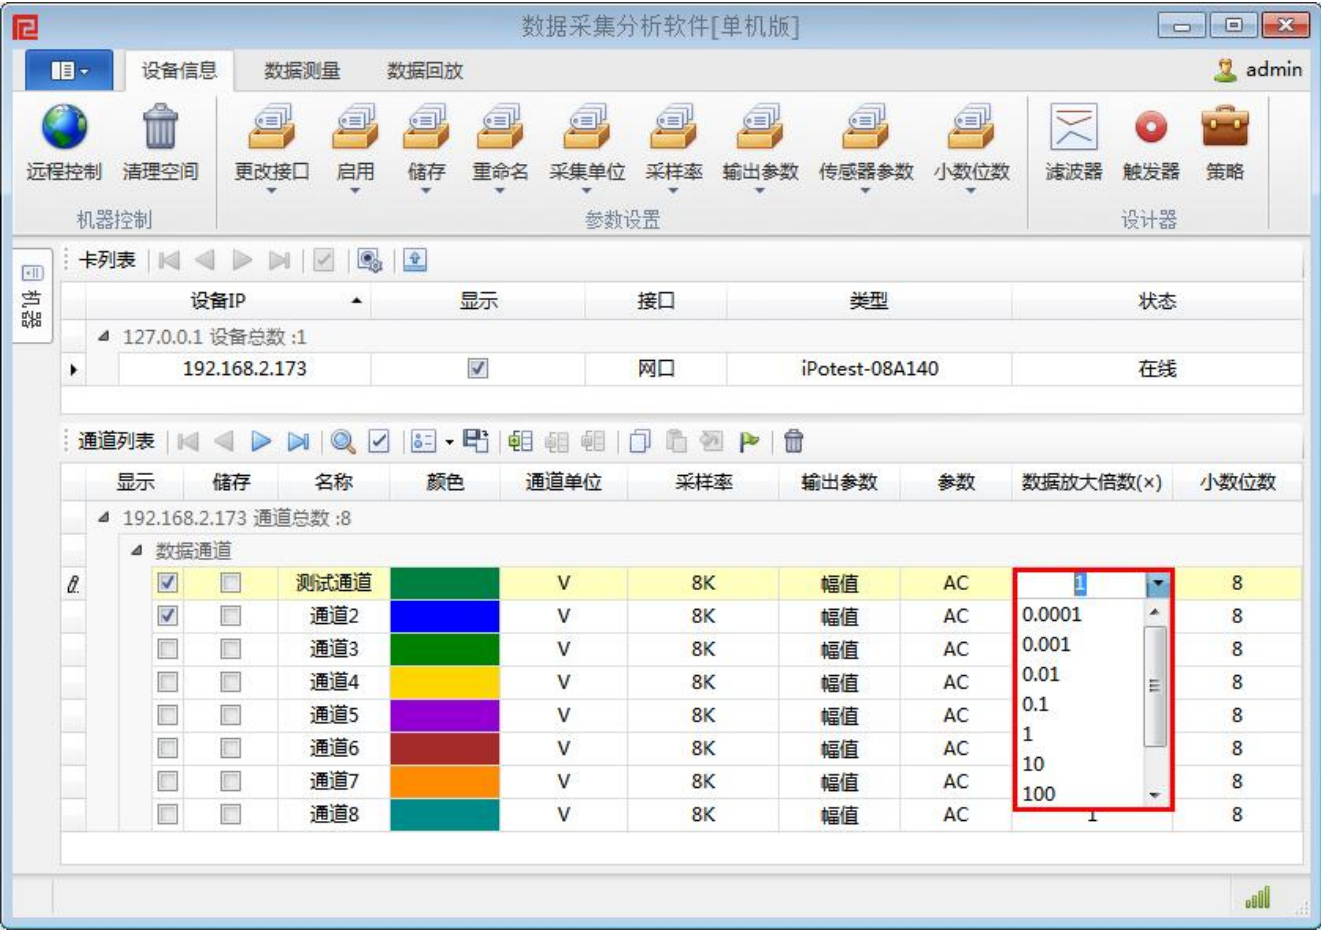 数据采集分析软件[单机版]
设备信息 数据测量 数据回放 admin
远程控制 清理空间 更改接口 启用 储存 重命名 采集单位 采样率 输出参数 传感器参数 小数位数 滤波器 触发器 策略
机器控制 参数设置 设计器
机器
卡列表
设备IP 显示 接口 类型 状态
127.0.0.1 设备总数 :1
192.168.2.173 网口 iPotest-08A140 在线
通道列表
显示 储存 名称 颜色 通道单位 采样率 输出参数 参数 数据放大倍数(×) 小数位数
192.168.2.173 通道总数 :8
数据通道
测试通道 V 8K 幅值 AC 1 8
通道2 V 8K 幅值 AC 0.0001 8
通道3 V 8K 幅值 AC 0.001 8
通道4 V 8K 幅值 AC 0.01 8
通道5 V 8K 幅值 AC 0.1 8
通道6 V 8K 幅值 AC 1 8
通道7 V 8K 幅值 AC 10 8
100
通道8 V 8K 幅值 AC 1 8